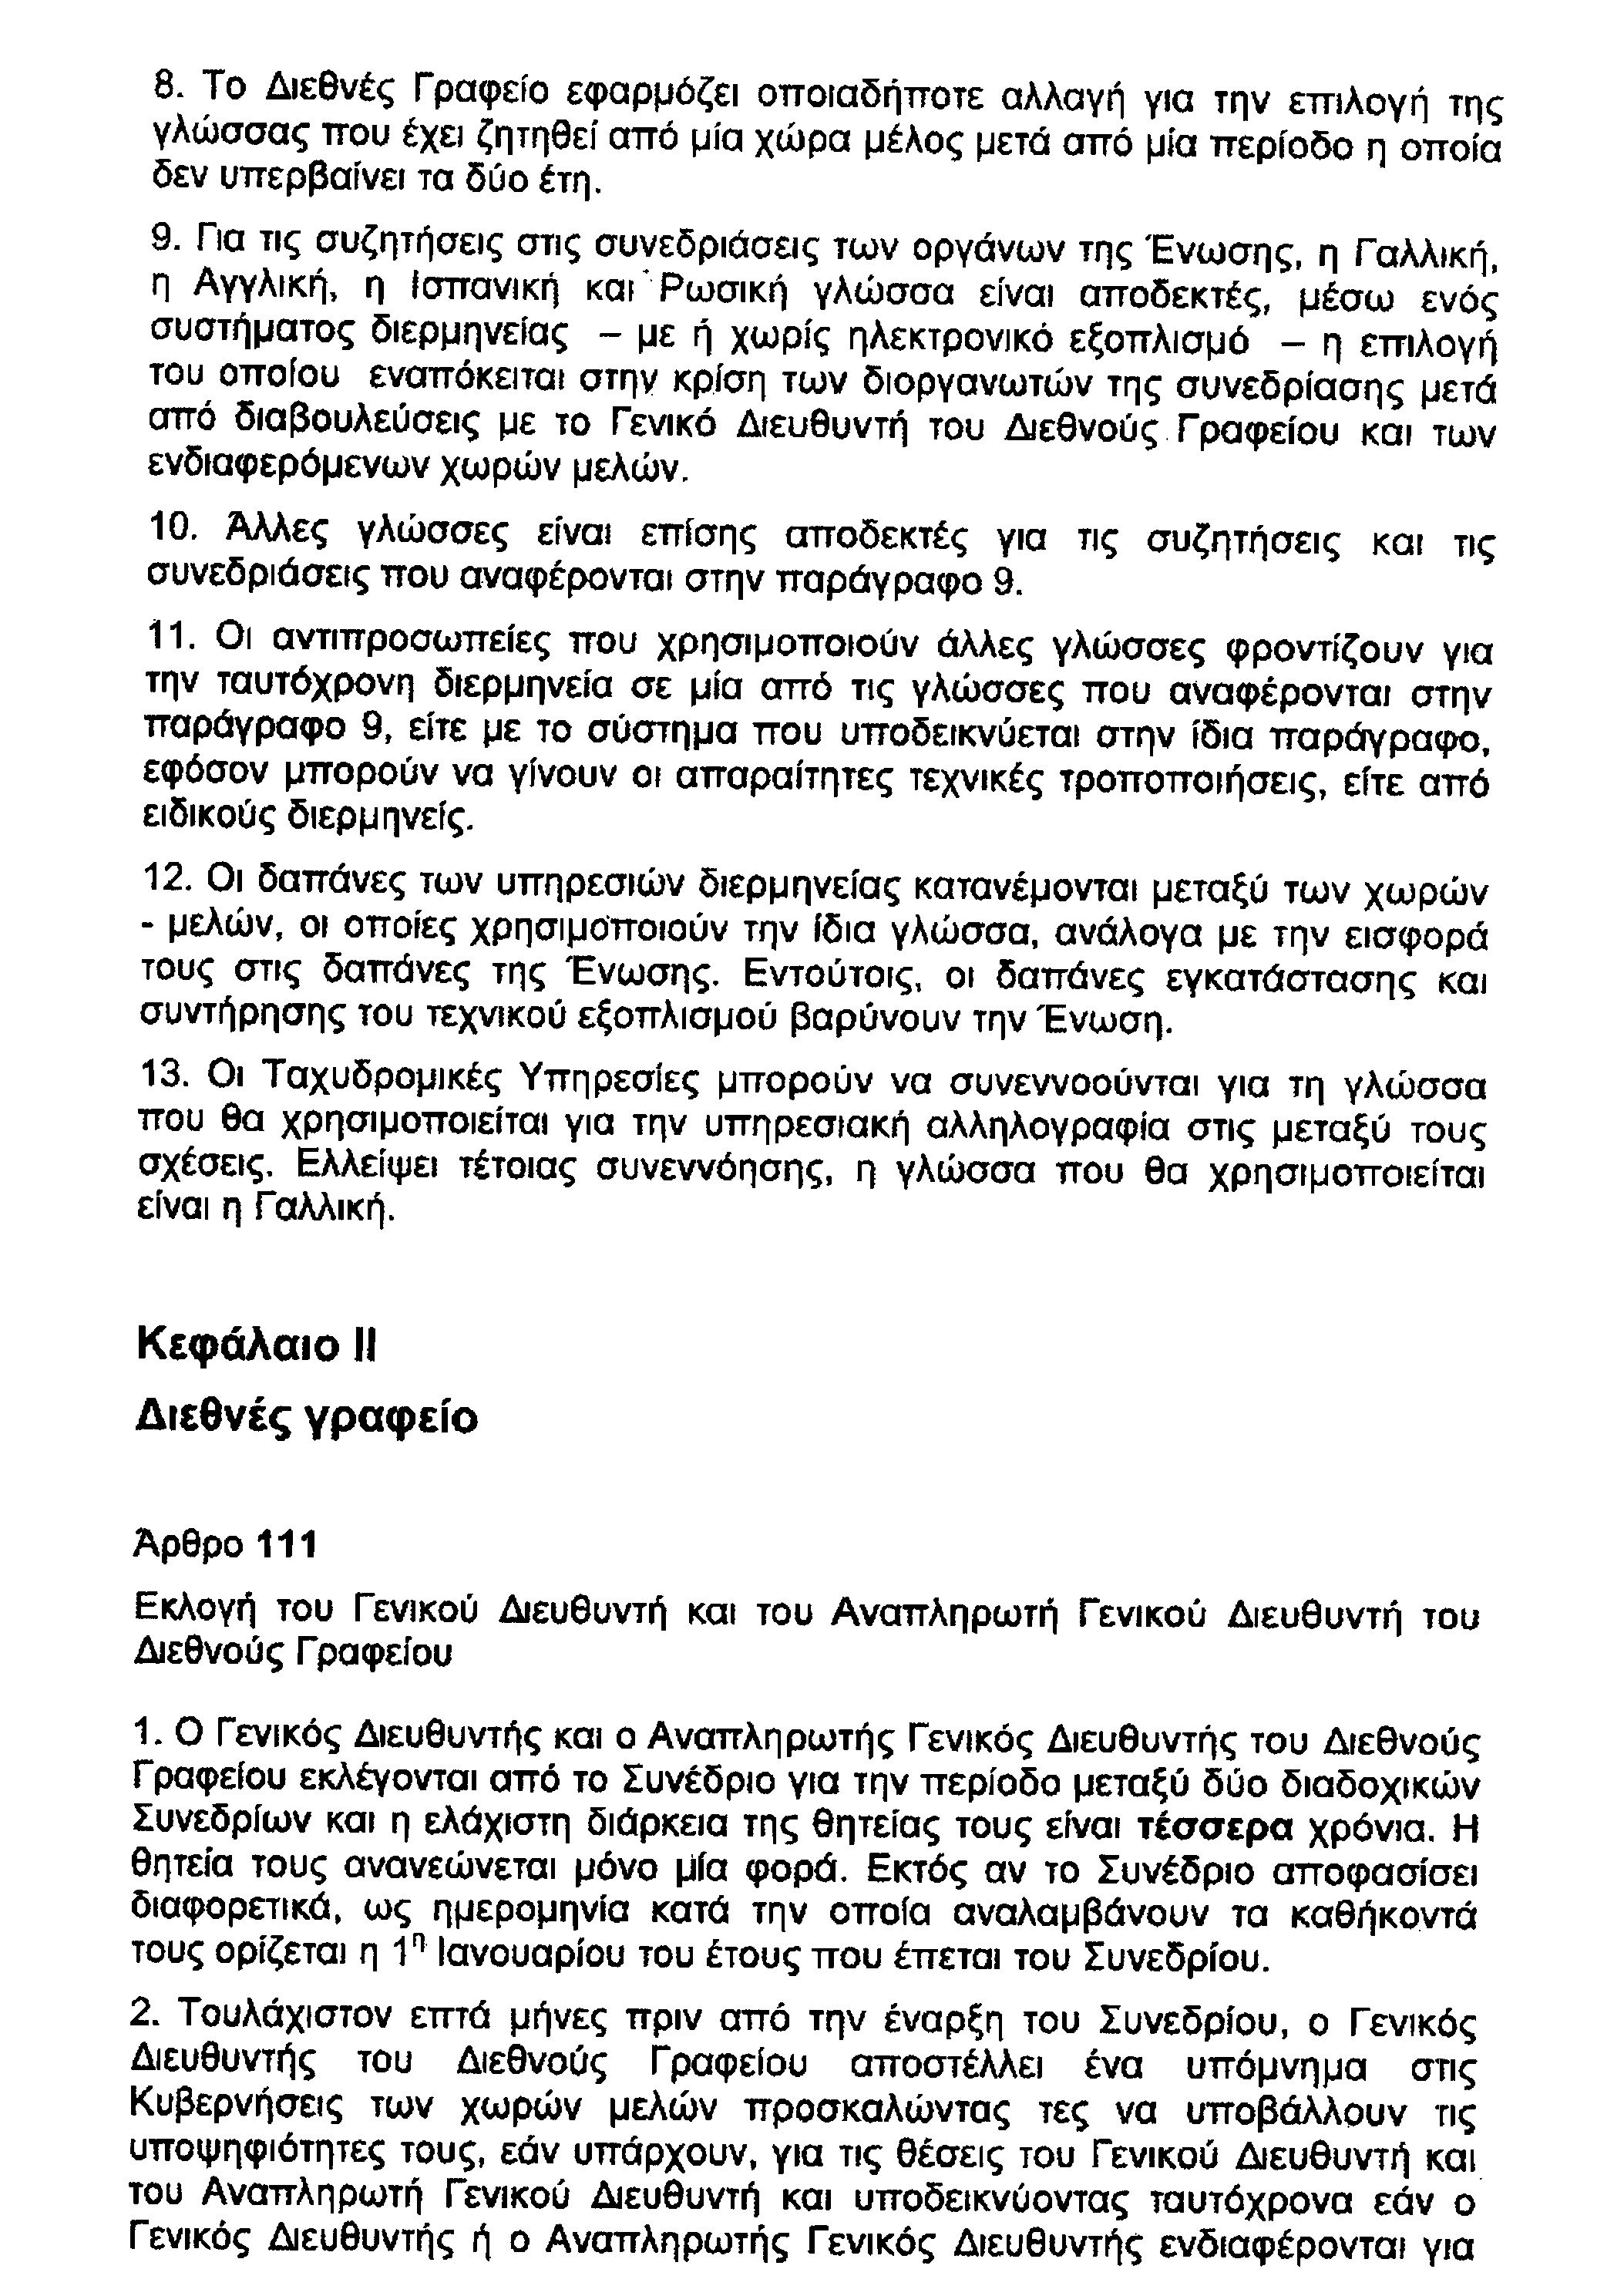 8. Το Διεθνές Γραφείο εφαρμόζει οποιαδήποτε αλλαγή για την επιλογή της
γλώσσας που έχει ζητηθεί από μία χώρα μέλος μετά από μία περίοδο η οποία
δεν υπερβαίνει τα δύο έτη.
9. Για τις συζητήσεις στις συνεδριάσεις των οργάνων της Ένωσης, η Γαλλική,
η Αγγλική, η Ισπανική και Ρωσική γλώσσα είναι αποδεκτές, μέσω ενός
συστήματος διερμηνείας – με ή χωρίς ηλεκτρονικό εξοπλισμό – η επιλογή
του οποίου εναπόκειται στην κρίση των διοργανωτών της συνεδρίασης μετά
από διαβουλεύσεις με το Γενικό Διευθυντή του Διεθνούς Γραφείου και των
ενδιαφερόμενων χωρών μελών.
10. Άλλες γλώσσες είναι επίσης αποδεκτές για τις συζητήσεις και τις
συνεδριάσεις που αναφέρονται στην παράγραφο 9.
11. Οι αντιπροσωπείες που χρησιμοποιούν άλλες γλώσσες φροντίζουν για
την ταυτόχρονη διερμηνεία σε μία από τις γλώσσες που αναφέρονται στην
παράγραφο 9, είτε με το σύστημα που υποδεικνύεται στην ίδια παράγραφο,
εφόσον μπορούν να γίνουν οι απαραίτητες τεχνικές τροποποιήσεις, είτε από
ειδικούς διερμηνείς.
12. Οι δαπάνες των υπηρεσιών διερμηνείας κατανέμονται μεταξύ των χωρών
- μελών, οι οποίες χρησιμοποιούν την ίδια γλώσσα, ανάλογα με την εισφορά
τους στις δαπάνες της Ένωσης. Εντούτοις, οι δαπάνες εγκατάστασης και
συντήρησης του τεχνικού εξοπλισμού βαρύνουν την Ένωση.
13. Οι Ταχυδρομικές Υπηρεσίες μπορούν να συνεννοούνται για τη γλώσσα
που θα χρησιμοποιείται για την υπηρεσιακή αλληλογραφία στις μεταξύ τους
σχέσεις. Ελλείψει τέτοιας συνεννόησης, η γλώσσα που θα χρησιμοποιείται
είναι η Γαλλική.
Κεφάλαιο II
Διεθνές γραφείο
Άρθρο 111
Εκλογή του Γενικού Διευθυντή και του Αναπληρωτή Γενικού Διευθυντή του
Διεθνούς Γραφείου
1. Ο Γενικός Διευθυντής και ο Αναπληρωτής Γενικός Διευθυντής του Διεθνούς
Γραφείου εκλέγονται από το Συνέδριο για την περίοδο μεταξύ δύο διαδοχικών
Συνεδρίων και η ελάχιστη διάρκεια της θητείας τους είναι τέσσερα χρόνια. Η
θητεία τους ανανεώνεται μόνο μία φορά. Εκτός αν το Συνέδριο αποφασίσει
διαφορετικά, ως ημερομηνία κατά την οποία αναλαμβάνουν τα καθήκοντά
τους ορίζεται η 1η Ιανουαρίου του έτους που έπεται του Συνεδρίου.
2. Τουλάχιστον επτά μήνες πριν από την έναρξη του Συνεδρίου, ο Γενικός
Διευθυντής του Διεθνούς Γραφείου αποστέλλει ένα υπόμνημα στις
Κυβερνήσεις των χωρών μελών προσκαλώντας τες να υποβάλλουν τις
υποψηφιότητες τους, εάν υπάρχουν, για τις θέσεις του Γενικού Διευθυντή και
του Αναπληρωτή Γενικού Διευθυντή και υποδεικνύοντας ταυτόχρονα εάν ο
Γενικός Διευθυντής ή ο Αναπληρωτής Γενικός Διευθυντής ενδιαφέρονται για